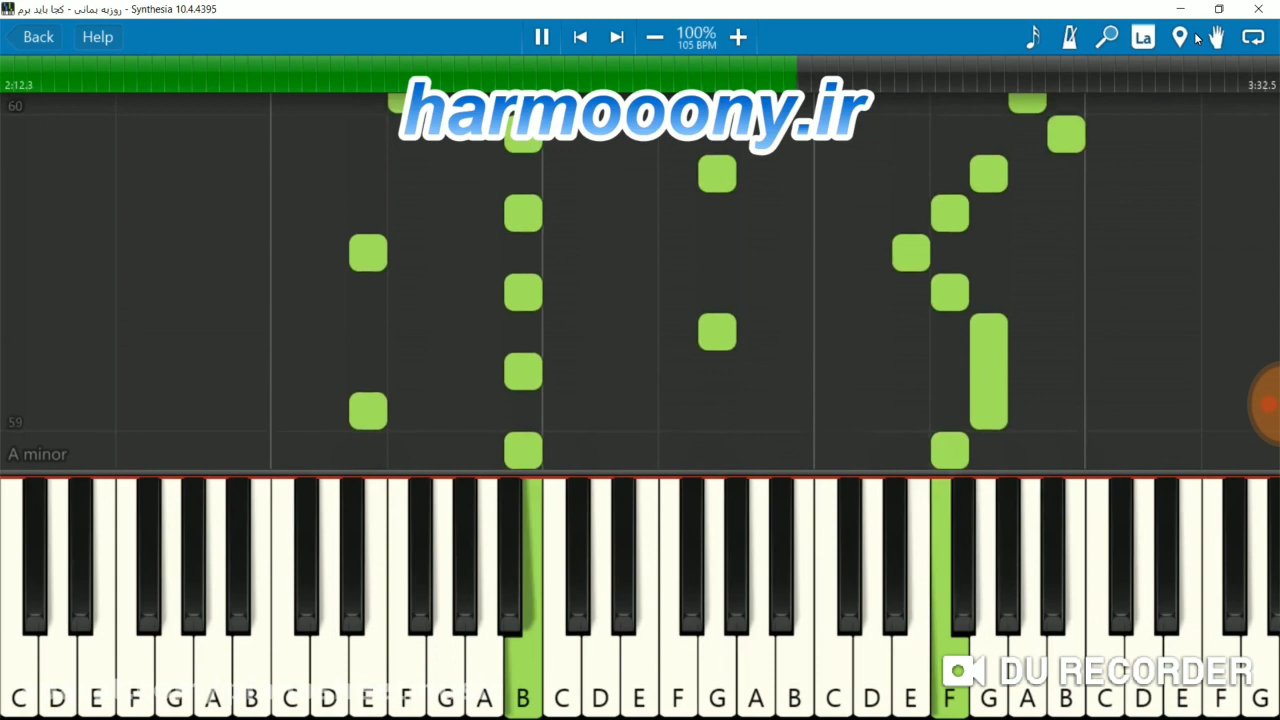 روزبه بمانی - کجا باید برم - Synthesia 10.4.4395
Back Help 100% La
105 BPM
2:12.3 3:32.5
harmooony.ir
60
59
A minor
DU RECORDER
C D E F G A B C D E F G A B C D E F G A B C D E F G A B C D E F G